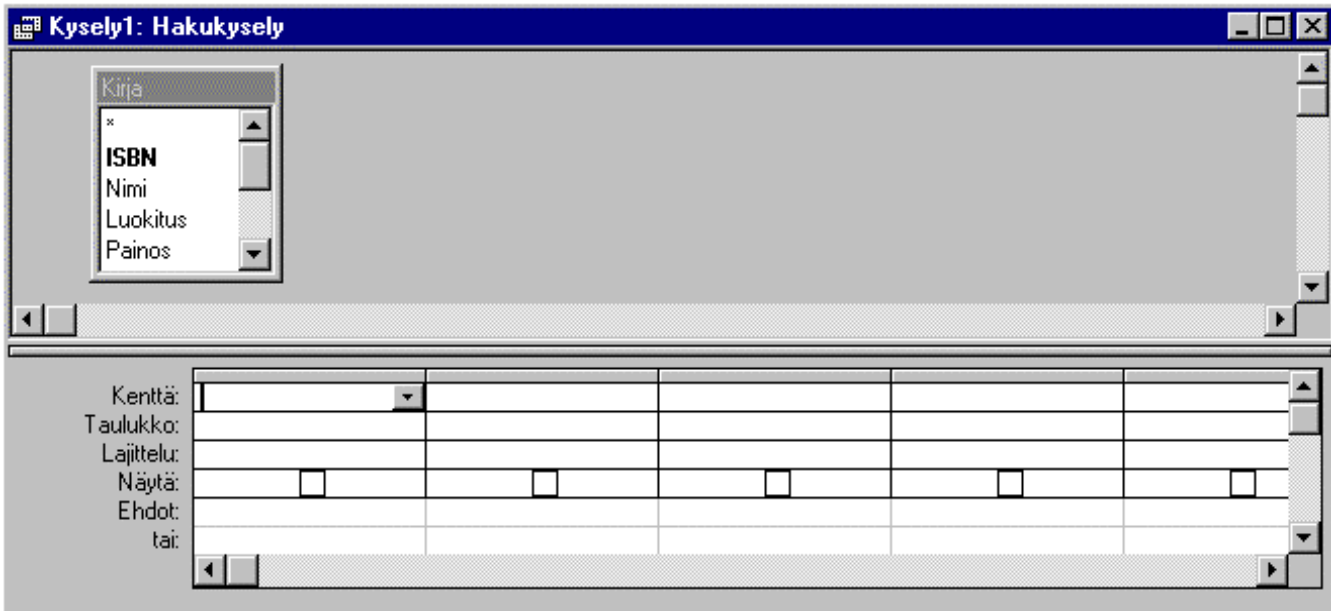 Kysely1: Hakukysely
Kirja
*
ISBN
Nimi
Luokitus
Painos
Kenttä:
Taulukko:
Lajittelu:
Näytä:
Ehdot:
tai: